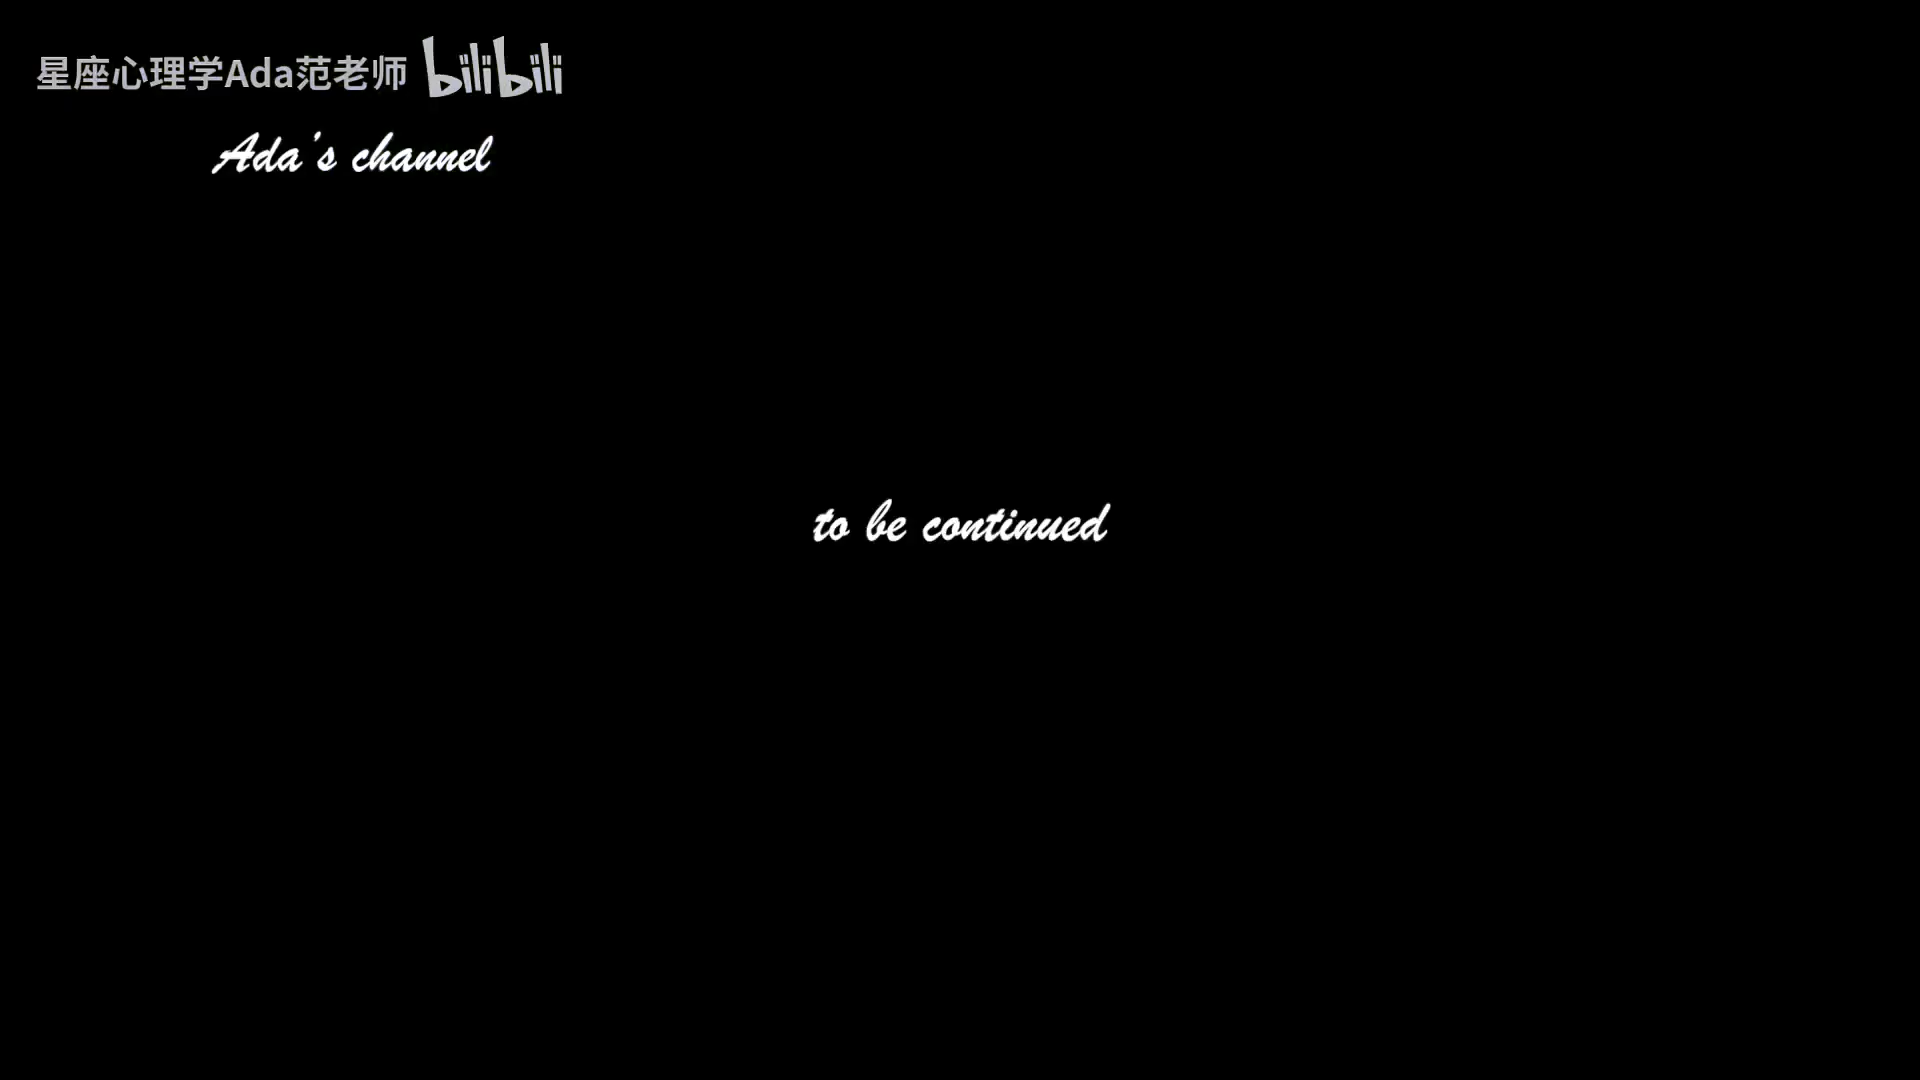 星座心理学Ada范老师 bilibili
Ada's channel
to be continued